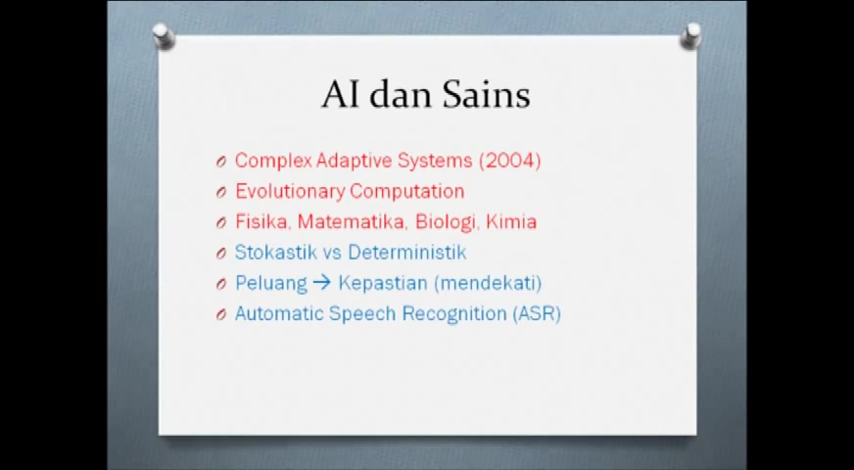 AI dan Sains
Complex Adaptive Systems (2004)
Evolutionary Computation
Fisika, Matematika, Biologi, Kimia
Stokastik vs Deterministik
Peluang → Kepastian (mendekati)
Automatic Speech Recognition (ASR)